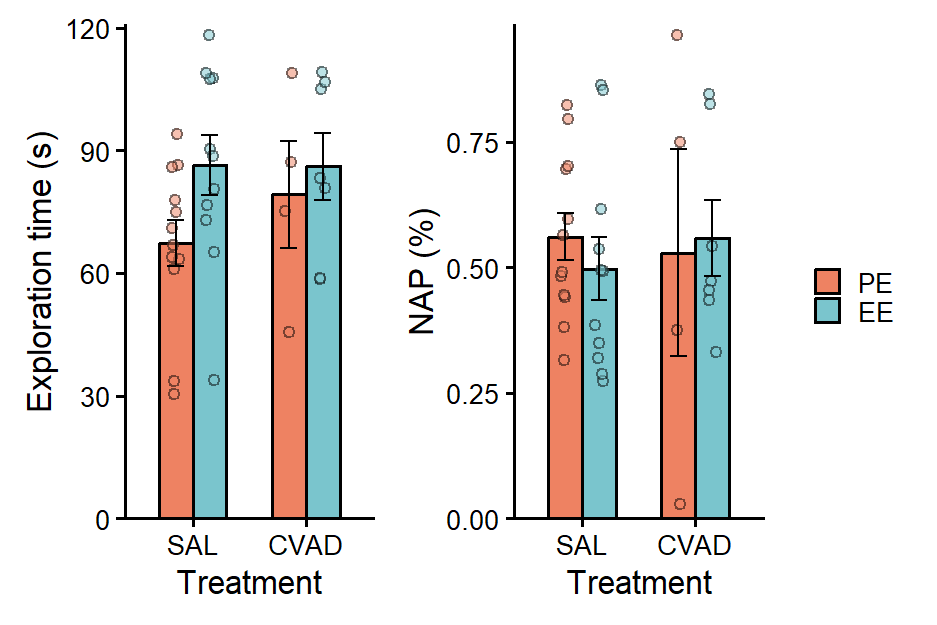 Exploration time (s)
120
90
60
30
0
SAL CVAD
Treatment
NAP (%)
0.75
0.50
0.25
0.00
SAL CVAD
Treatment
PE
EE